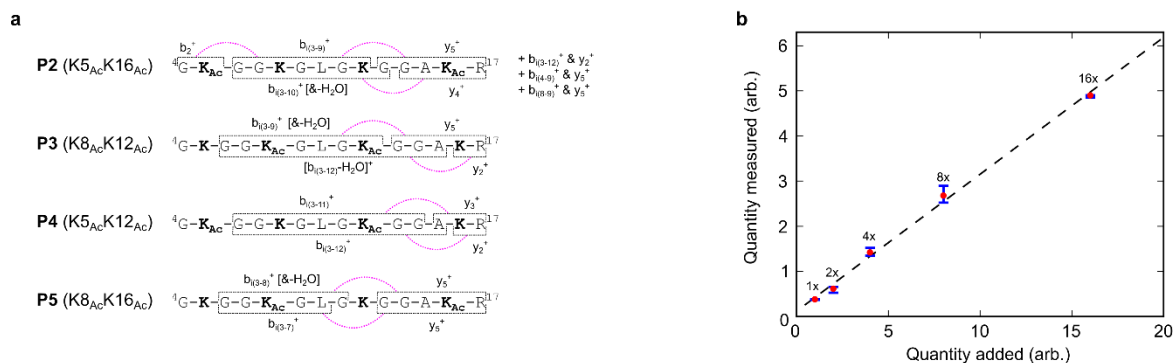 a
b₂⁺ bᵢ₍₃₋₉₎⁺ y₅⁺
P2 (K5AcK16Ac) ⁴G–KAc–G–G–K–G–L–G–K–G–G–A–KAc–R¹⁷
bᵢ₍₃₋₁₀₎⁺ [&-H₂O] y₄⁺
+ bᵢ₍₃₋₁₂₎⁺ & y₂⁺
+ bᵢ₍₄₋₉₎⁺ & y₅⁺
+ bᵢ₍₈₋₉₎⁺ & y₅⁺
bᵢ₍₃₋₉₎⁺ [&-H₂O] y₅⁺
P3 (K8AcK12Ac) ⁴G–K–G–G–KAc–G–L–G–KAc–G–G–A–K–R¹⁷
[bᵢ₍₃₋₁₂₎-H₂O]⁺ y₂⁺
bᵢ₍₃₋₁₁₎⁺ y₃⁺
P4 (K5AcK12Ac) ⁴G–KAc–G–G–K–G–L–G–KAc–G–G–A–K–R¹⁷
bᵢ₍₃₋₁₂₎⁺ y₂⁺
bᵢ₍₃₋₈₎⁺ [&-H₂O] y₅⁺
P5 (K8AcK16Ac) ⁴G–K–G–G–KAc–G–L–G–K–G–G–A–KAc–R¹⁷
bᵢ₍₃₋₇₎⁺ y₅⁺
b
Quantity measured (arb.)
6
5
4
3
2
1
0
1x
2x
4x
8x
16x
0 5 10 15 20
Quantity added (arb.)